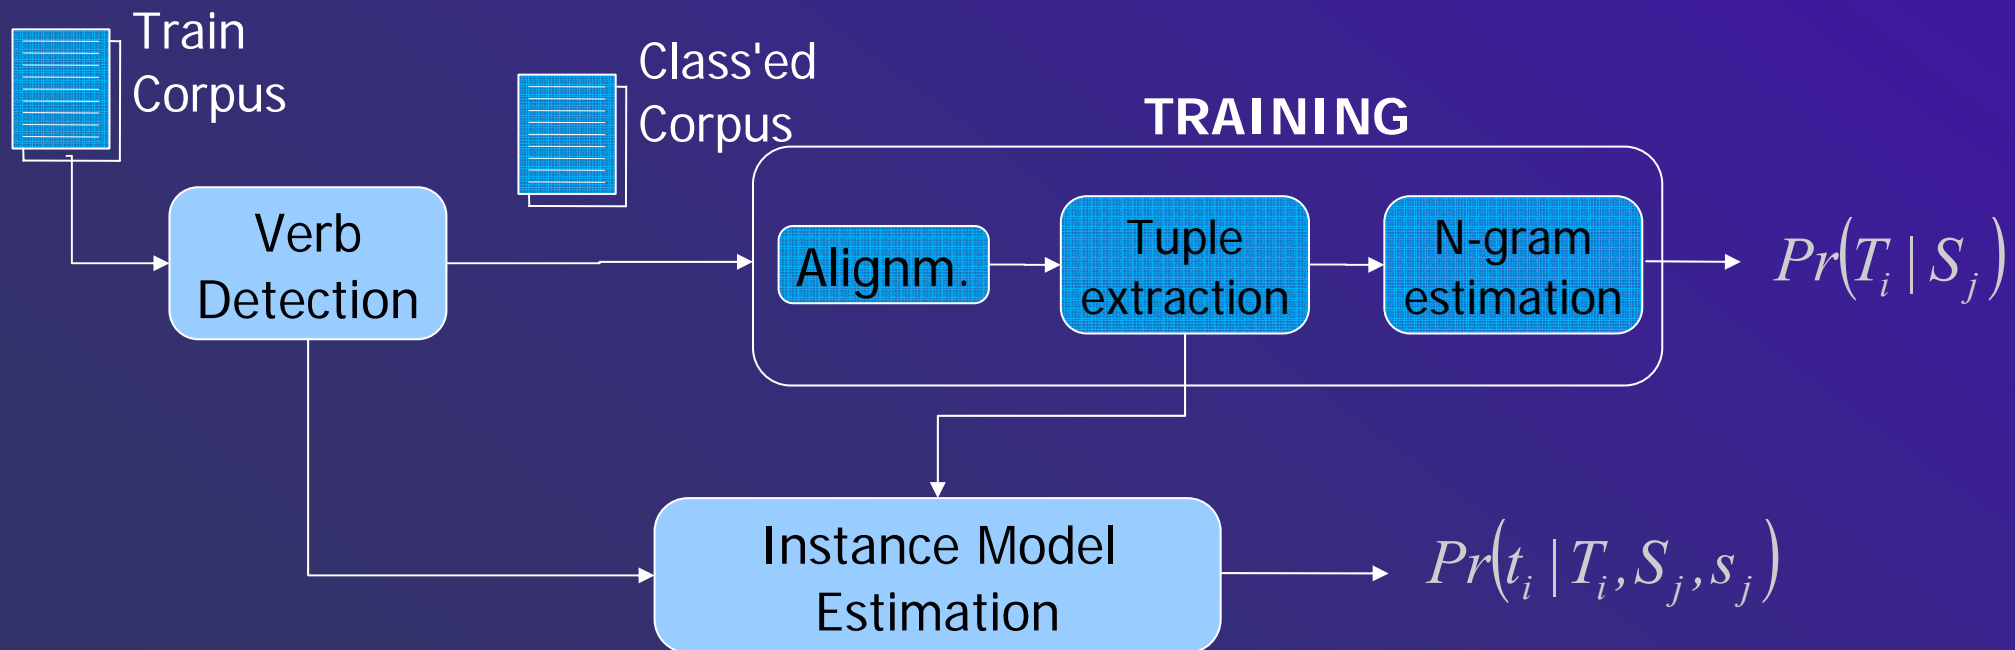 Train
Corpus
Class'ed
Corpus
TRAINING
Verb
Detection
Alignm.
Tuple
extraction
N-gram
estimation
Pr(T_i | S_j)
Instance Model
Estimation
Pr(t_i | T_i, S_j, s_j)